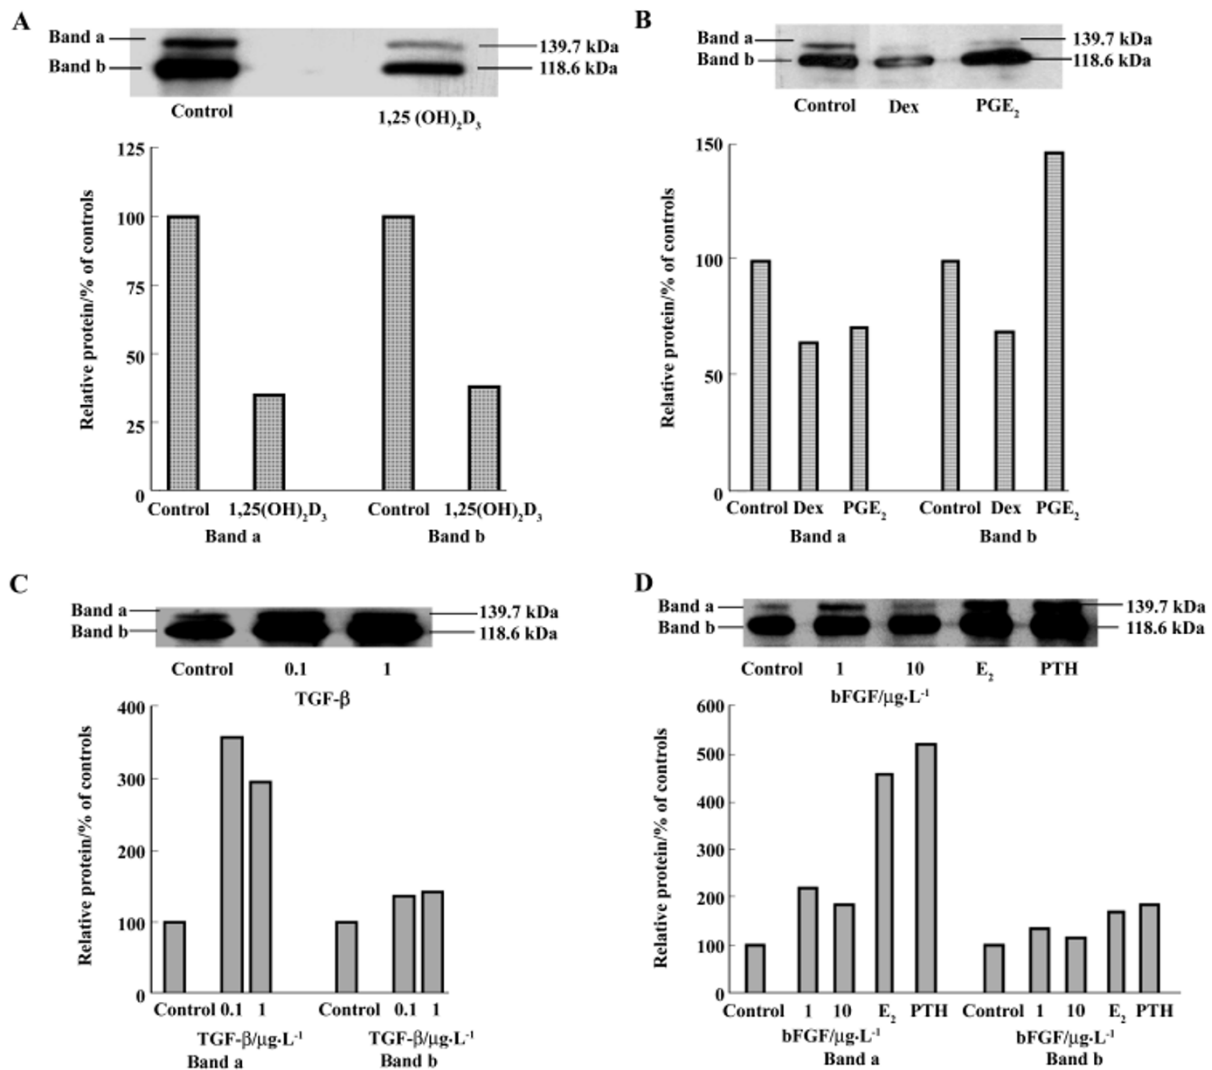 A
Band a
Band b
139.7 kDa
118.6 kDa
Control 1,25 (OH)₂D₃
Relative protein/% of controls
125
100
75
50
25
0
Control 1,25(OH)₂D₃ Control 1,25(OH)₂D₃
Band a Band b
B
Band a
Band b
139.7 kDa
118.6 kDa
Control Dex PGE₂
Relative protein/% of controls
150
100
50
0
Control Dex PGE₂ Control Dex PGE₂
Band a Band b
C
Band a
Band b
139.7 kDa
118.6 kDa
Control 0.1 1
TGF-β
Relative protein/% of controls
400
300
200
100
0
Control 0.1 1 Control 0.1 1
TGF-β/μg·L⁻¹ TGF-β/μg·L⁻¹
Band a Band b
D
Band a
Band b
139.7 kDa
118.6 kDa
Control 1 10 E₂ PTH
bFGF/μg·L⁻¹
Relative protein/% of controls
600
500
400
300
200
100
0
Control 1 10 E₂ PTH Control 1 10 E₂ PTH
bFGF/μg·L⁻¹ bFGF/μg·L⁻¹
Band a Band b